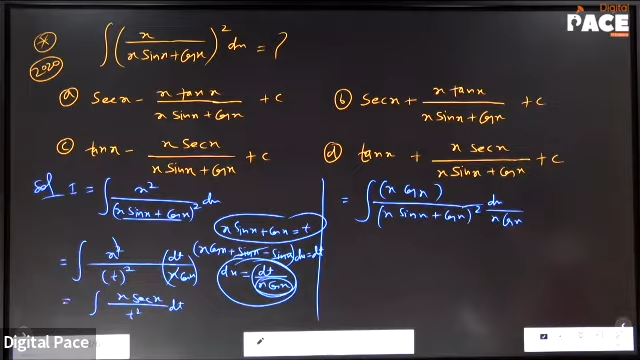 Digital
PACE
* ∫ (x / (x sinx + cosx))² dx = ?
2020
(a) secx − (x tanx) / (x sinx + cosx) + c
(b) secx + (x tanx) / (x sinx + cosx) + c
(c) tanx − (x secx) / (x sinx + cosx) + c
(d) tanx + (x secx) / (x sinx + cosx) + c
Sol I = ∫ x² / (x sinx + cosx)² dx
x sinx + cosx = t
(x cosx + sinx − sinx) dx = dt
= ∫ x² / (t)² (dt / x cosx)
dx = dt / (x cosx)
= ∫ (x secx) / t² dt
= ∫ (x cosx) / (x sinx + cosx)² dx / (x cosx)
Digital Pace